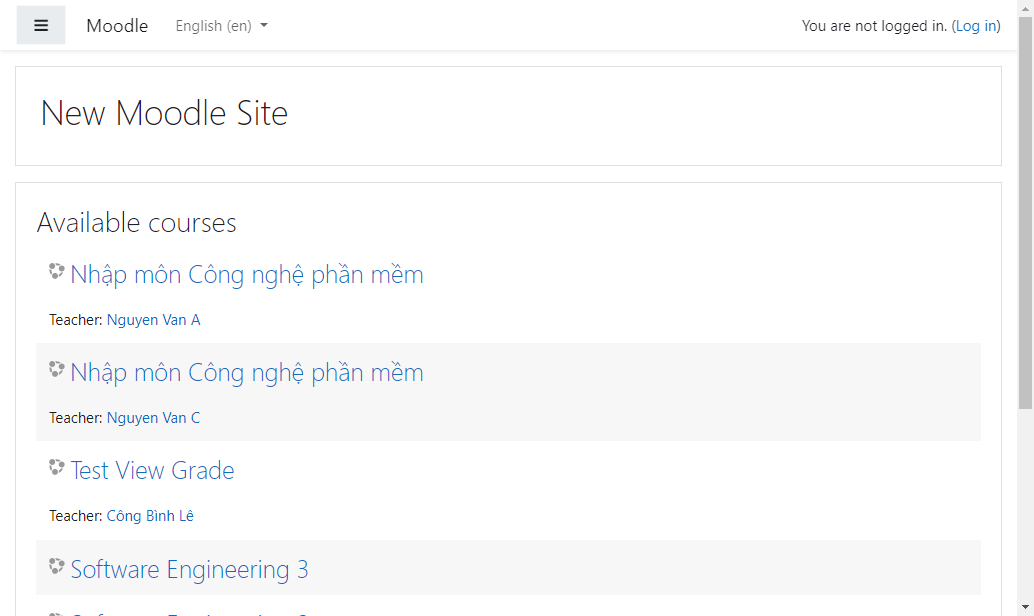 Moodle English (en) You are not logged in. (Log in)
New Moodle Site
Available courses
Nhập môn Công nghệ phần mềm
Teacher: Nguyen Van A
Nhập môn Công nghệ phần mềm
Teacher: Nguyen Van C
Test View Grade
Teacher: Công Bình Lê
Software Engineering 3